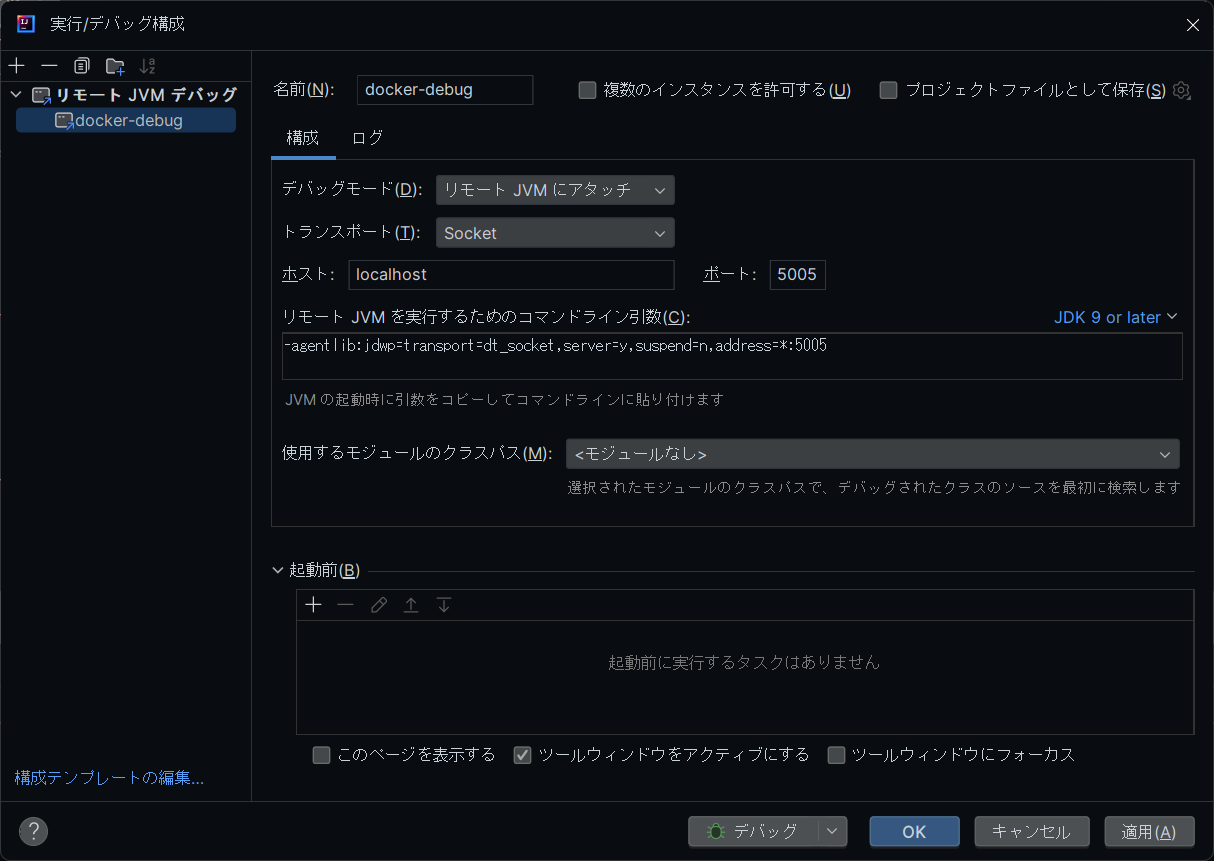 実行/デバッグ構成
リモート JVM デバッグ
docker-debug
名前(N): docker-debug 複数のインスタンスを許可する(U) プロジェクトファイルとして保存(S)
構成 ログ
デバッグモード(D): リモート JVM にアタッチ
トランスポート(T): Socket
ホスト: localhost ポート: 5005
リモート JVM を実行するためのコマンドライン引数(C): JDK 9 or later
-agentlib:jdwp=transport=dt_socket,server=y,suspend=n,address=*:5005
JVM の起動時に引数をコピーしてコマンドラインに貼り付けます
使用するモジュールのクラスパス(M): <モジュールなし>
選択されたモジュールのクラスパスで、デバッグされたクラスのソースを最初に検索します
起動前(B)
起動前に実行するタスクはありません
このページを表示する ツールウィンドウをアクティブにする ツールウィンドウにフォーカス
構成テンプレートの編集...
? デバッグ OK キャンセル 適用(A)